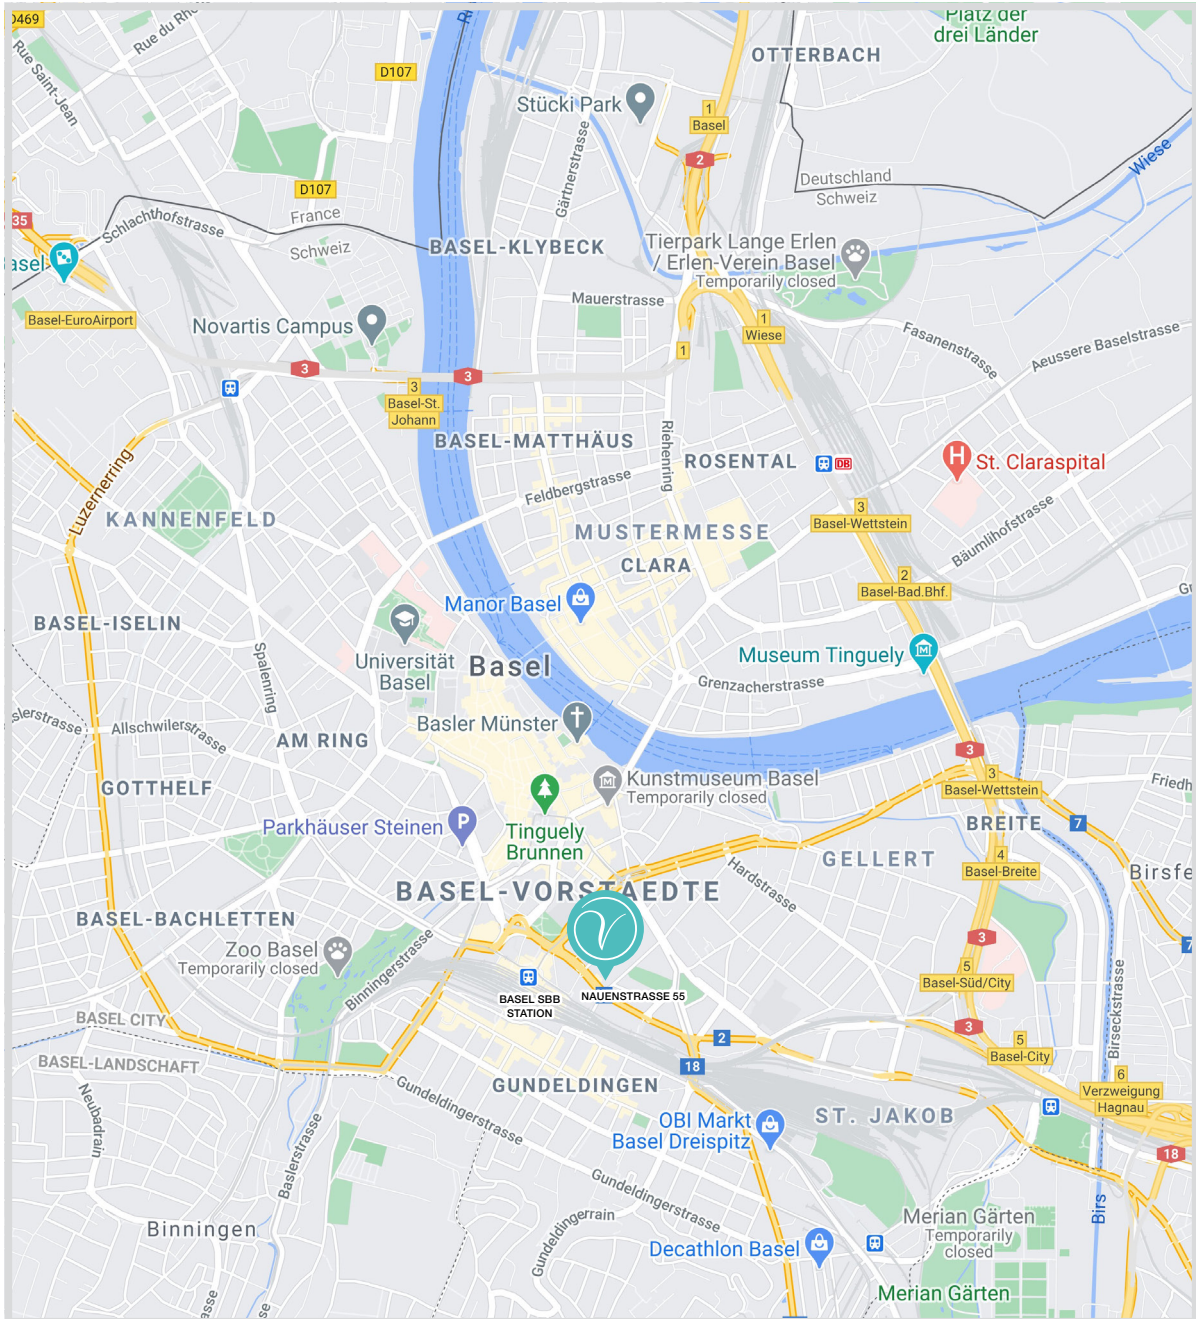 D469
Rue du Rh
Rue Saint-Jean
D107
Ri
OTTERBACH
Platz der
drei Länder
Stücki Park
1
Basel
2
Gärtnerstrasse
Wiese
D107
Deutschland
Schweiz
France
Schweiz
35
Schlachthofstrasse
asel
BASEL-KLYBECK
Tierpark Lange Erlen
/ Erlen-Verein Basel
Temporarily closed
Mauerstrasse
Basel-EuroAirport
Novartis Campus
1
Wiese
1
Fasanenstrasse
Aeussere Baselstrasse
3
3
3
Basel-St.
Johann
BASEL-MATTHÄUS
Riehenring
ROSENTAL
DB
H
St. Claraspital
Luzernerring
Feldbergstrasse
KANNENFELD
MUSTERMESSE
3
Basel-Wettstein
Bäumlihofstrasse
CLARA
2
Basel-Bad.Bhf.
Manor Basel
BASEL-ISELIN
Spalenring
Universität
Basel
Basel
Museum Tinguely
M
Grenzacherstrasse
slerstrasse
Allschwilerstrasse
AM RING
Basler Münster
3
GOTTHELF
Kunstmuseum Basel
Temporarily closed
M
3
Basel-Wettstein
Friedh
Parkhäuser Steinen
P
Tinguely
Brunnen
BREITE
7
Hardstrasse
GELLERT
4
Basel-Breite
Birsfe
BASEL-VORSTAEDTE
BASEL-BACHLETTEN
Zoo Basel
Temporarily closed
Binningerstrasse
3
7
5
Basel-Süd/City
BASEL SBB
STATION
NAUENSTRASSE 55
BASEL CITY
BASEL-LANDSCHAFT
2
3
5
Basel-City
Birseckstrasse
18
GUNDELDINGEN
6
Verzweigung
Hagnau
Neubadrain
Gundeldingerstrasse
OBI Markt
Basel Dreispitz
ST. JAKOB
18
Baslerstrasse
Gundeldingerstrasse
Gundeldingerrain
Binningen
Birs
Merian Gärten
Temporarily
closed
Decathlon Basel
Merian Gärten
asse
sse